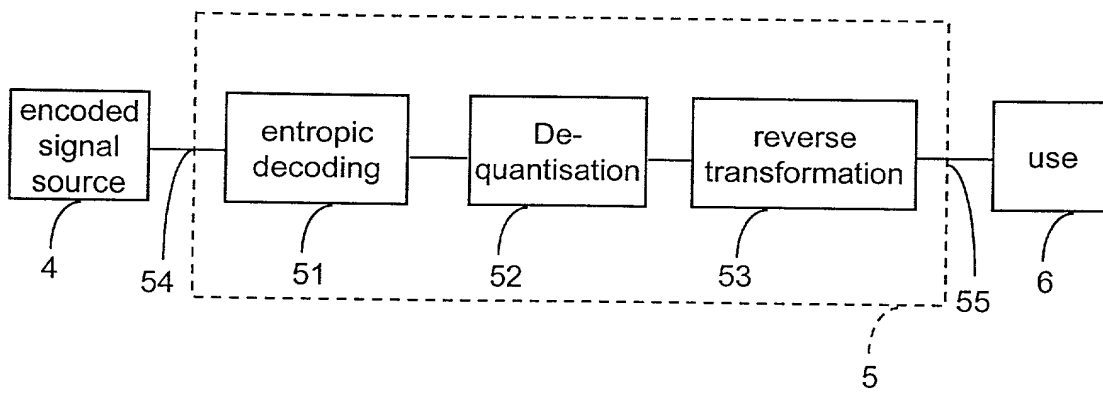 encoded
signal
source
entropic
decoding
De-
quantisation
reverse
transformation
use
4
54
51
52
53
55
6
5